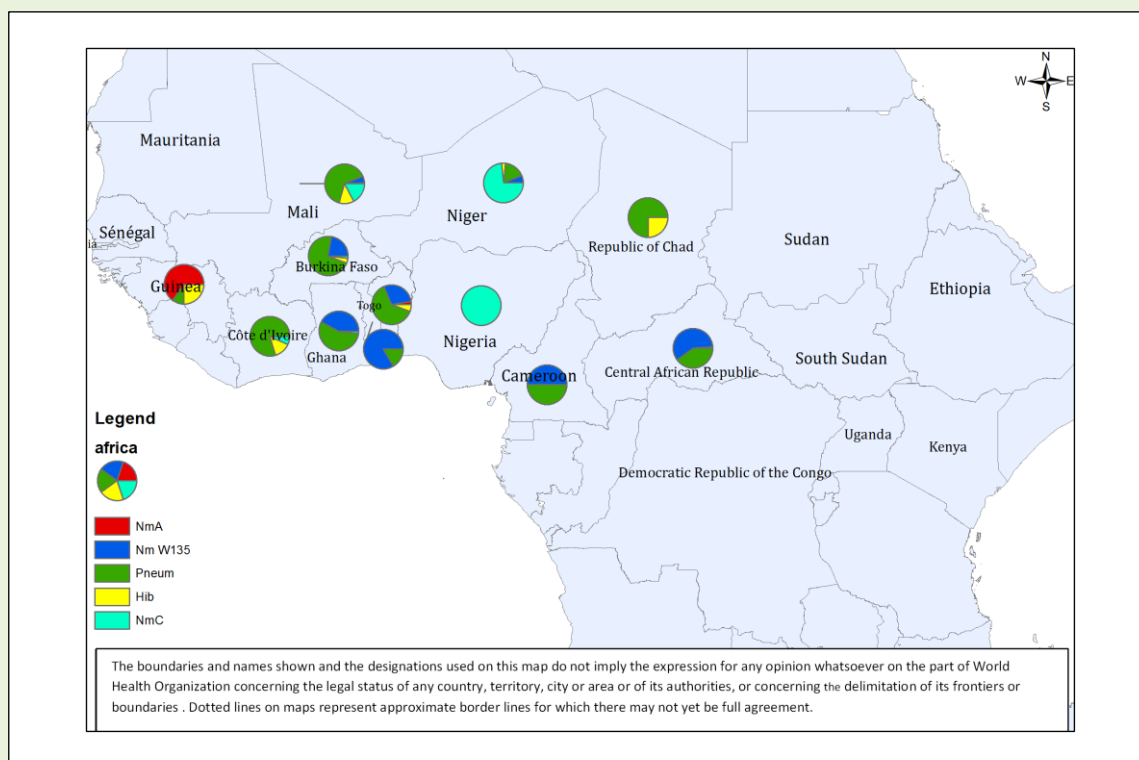 N
W E
S
Mauritania
Mali
Niger
Sénégal
Republic of Chad
Sudan
Burkina Faso
Guinea
Ethiopia
Togo
Côte d'Ivoire
Nigeria
Ghana
South Sudan
Central African Republic
Cameroon
Uganda
Kenya
Democratic Republic of the Congo
Legend
africa
NmA
Nm W135
Pneum
Hib
NmC
The boundaries and names shown and the designations used on this map do not imply the expression for any opinion whatsoever on the part of World
Health Organization concerning the legal status of any country, territory, city or area or of its authorities, or concerning the delimitation of its frontiers or
boundaries . Dotted lines on maps represent approximate border lines for which there may not yet be full agreement.